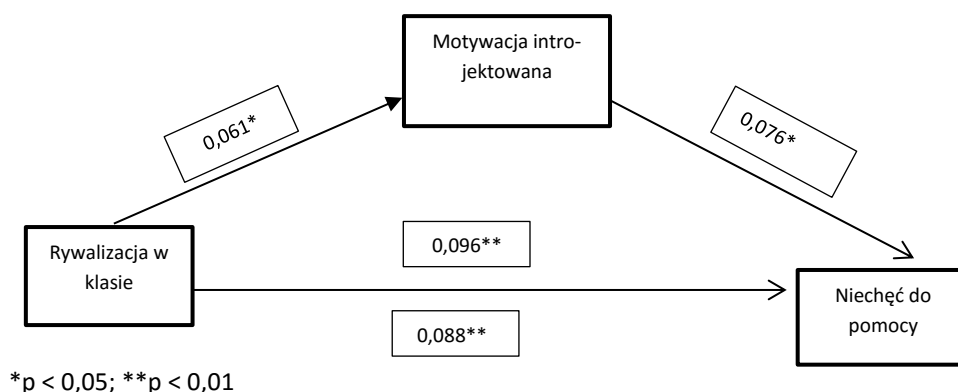 Motywacja intro-
jektowana
0,061*
0,076*
Rywalizacja w
klasie
0,096**
0,088**
Niechęć do
pomocy
*p < 0,05; **p < 0,01